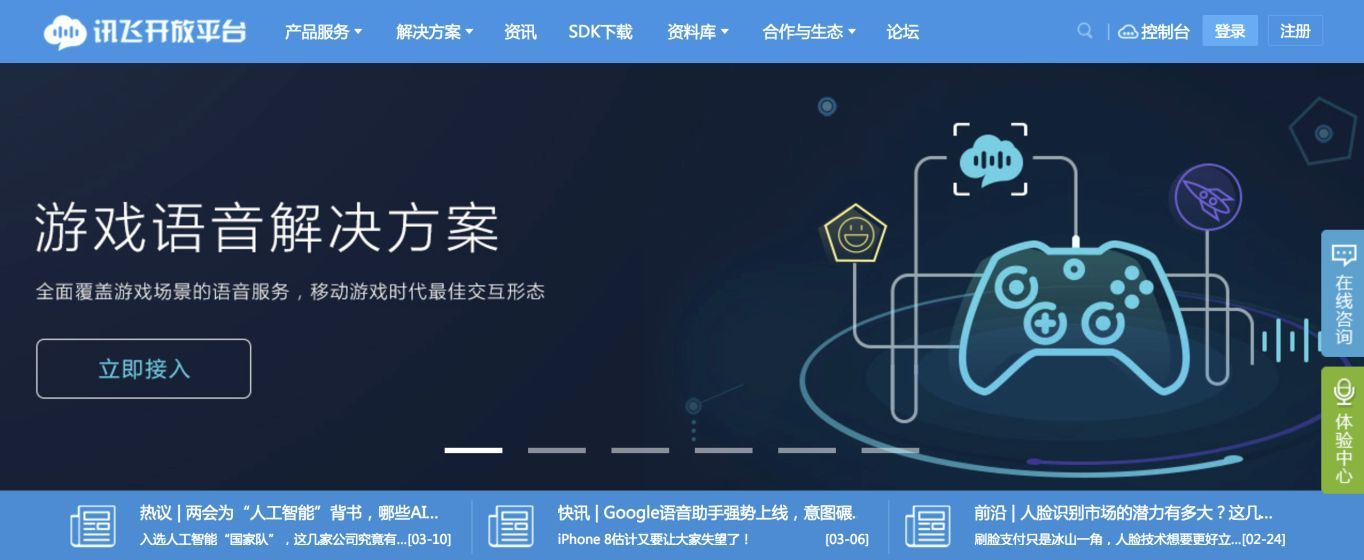 讯飞开放平台
产品服务
解决方案
资讯
SDK下载
资料库
合作与生态
论坛
控制台
登录
注册
游戏语音解决方案
全面覆盖游戏场景的语音服务，移动游戏时代最佳交互形态
立即接入
在线咨询
体验中心
热议 | 两会为“人工智能”背书，哪些AI...
入选人工智能“国家队”，这几家公司究竟有...[03-10]
快讯 | Google语音助手强势上线，意图碾.
iPhone 8估计又要让大家失望了！ [03-06]
前沿 | 人脸识别市场的潜力有多大？这几...
刷脸支付只是冰山一角，人脸技术想要更好立...[02-24]